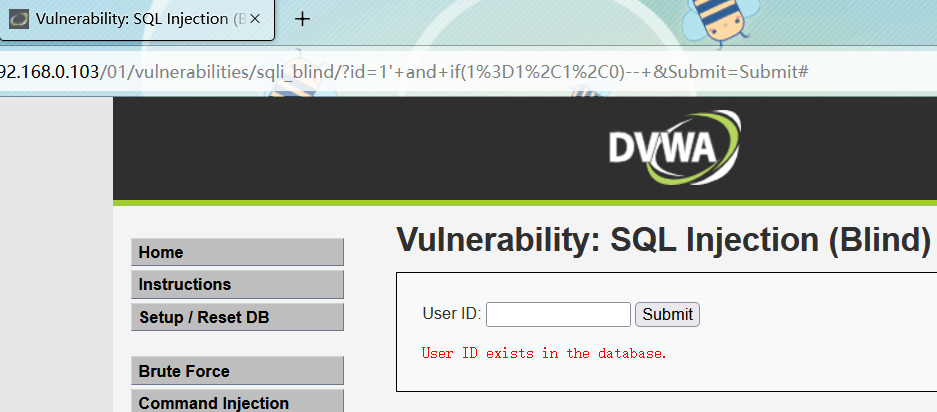 Vulnerability: SQL Injection (B
92.168.0.103/01/vulnerabilities/sqli_blind/?id=1'+and+if(1%3D1%2C1%2C0)--+&Submit=Submit#
DVWA
Vulnerability: SQL Injection (Blind)
Home
Instructions
Setup / Reset DB
Brute Force
Command Injection
User ID:
Submit
User ID exists in the database.